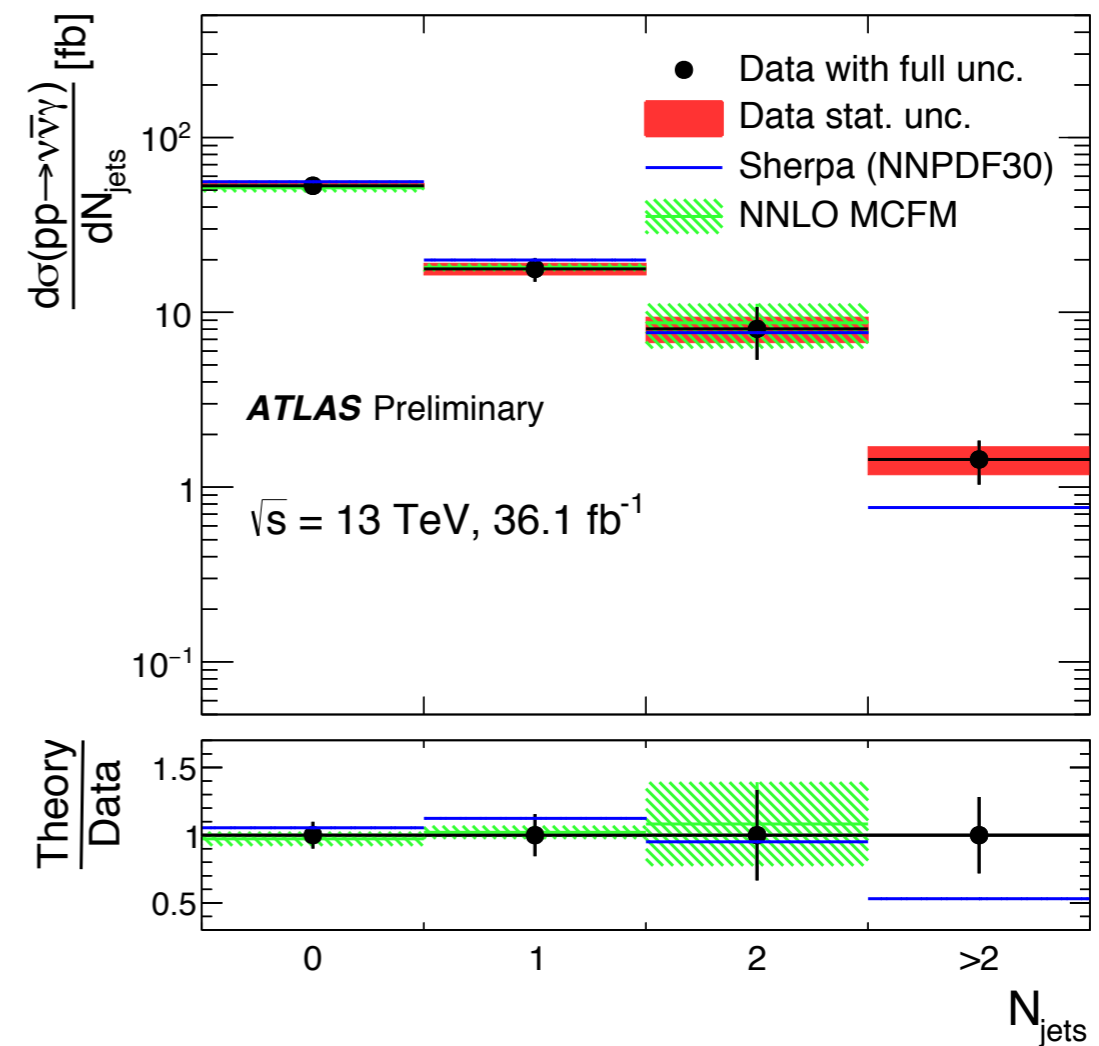 dσ(pp→νν̅γ) / dN_jets [fb]
Data with full unc.
Data stat. unc.
Sherpa (NNPDF30)
NNLO MCFM
10²
10
1
10⁻¹
ATLAS Preliminary
√s = 13 TeV, 36.1 fb⁻¹
Theory
Data
1.5
1
0.5
0 1 2 >2
N_jets